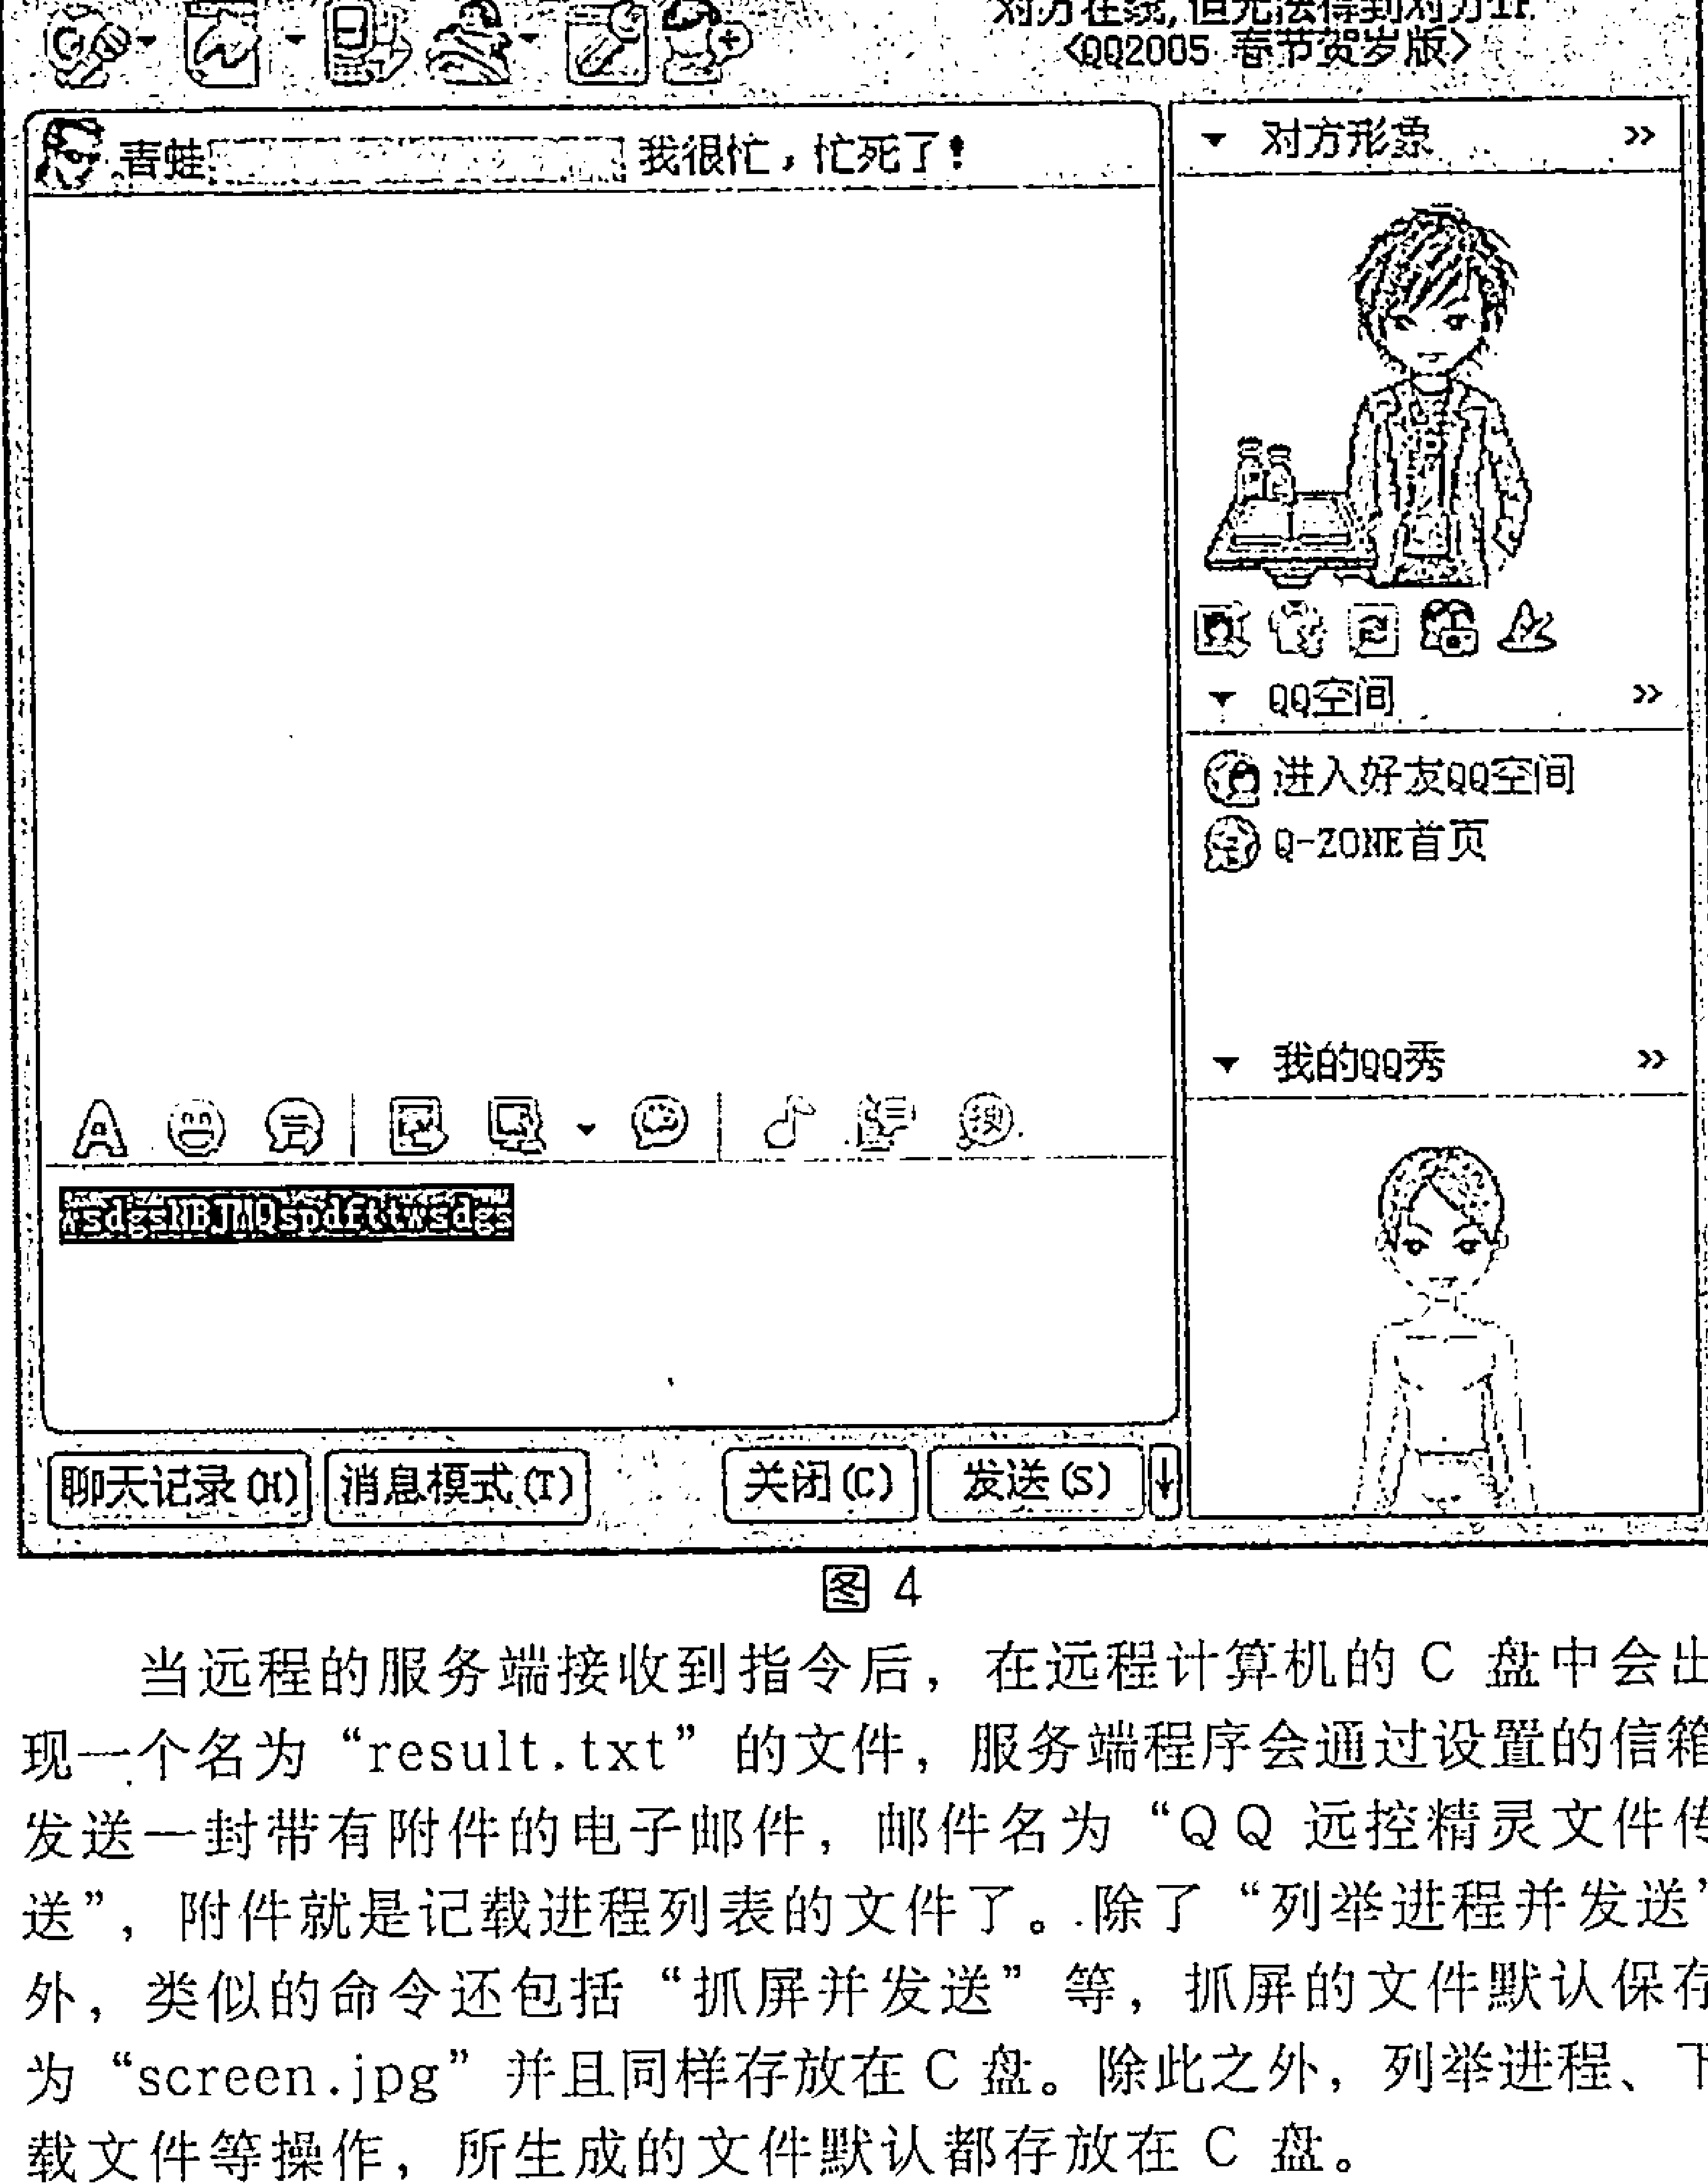 对方在线,但无法得到对方IP
<QQ2005 春节贺岁版>
青蛙 我很忙,忙死了!
对方形象
QQ空间
进入好友QQ空间
Q-ZONE首页
我的QQ秀
聊天记录(H) 消息模式(T) 关闭(C) 发送(S)
图 4
当远程的服务端接收到指令后,在远程计算机的 C 盘中会出
现一个名为“result.txt”的文件,服务端程序会通过设置的信箱
发送一封带有附件的电子邮件,邮件名为“QQ 远控精灵文件传
送”,附件就是记载进程列表的文件了。除了“列举进程并发送”
外,类似的命令还包括“抓屏并发送”等,抓屏的文件默认保存
为“screen.jpg”并且同样存放在 C 盘。除此之外,列举进程、下
载文件等操作,所生成的文件默认都存放在 C 盘。